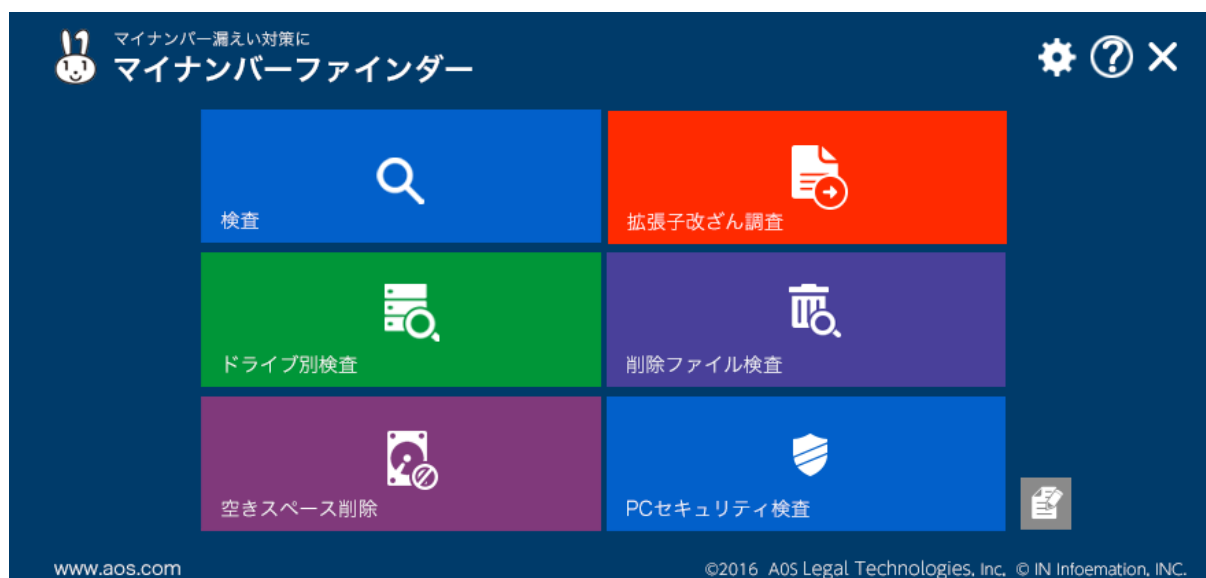 マイナンバー漏えい対策に
マイナンバーファインダー
検査
拡張子改ざん調査
ドライブ別検査
削除ファイル検査
空きスペース削除
PCセキュリティ検査
www.aos.com
©2016 AOS Legal Technologies, Inc, © IN Infoemation, INC.